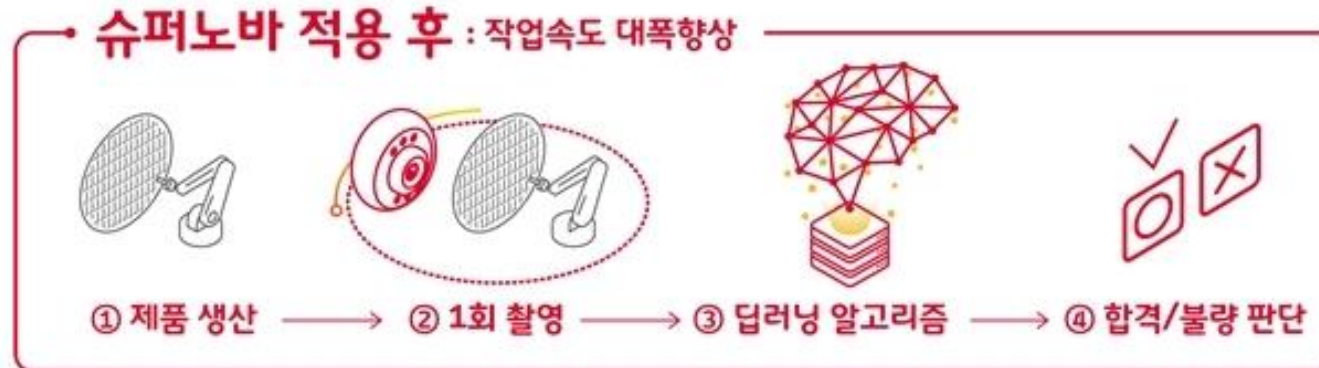 슈퍼노바 적용 후 : 작업속도 대폭향상
① 제품 생산 → ② 1회 촬영 → ③ 딥러닝 알고리즘 → ④ 합격/불량 판단